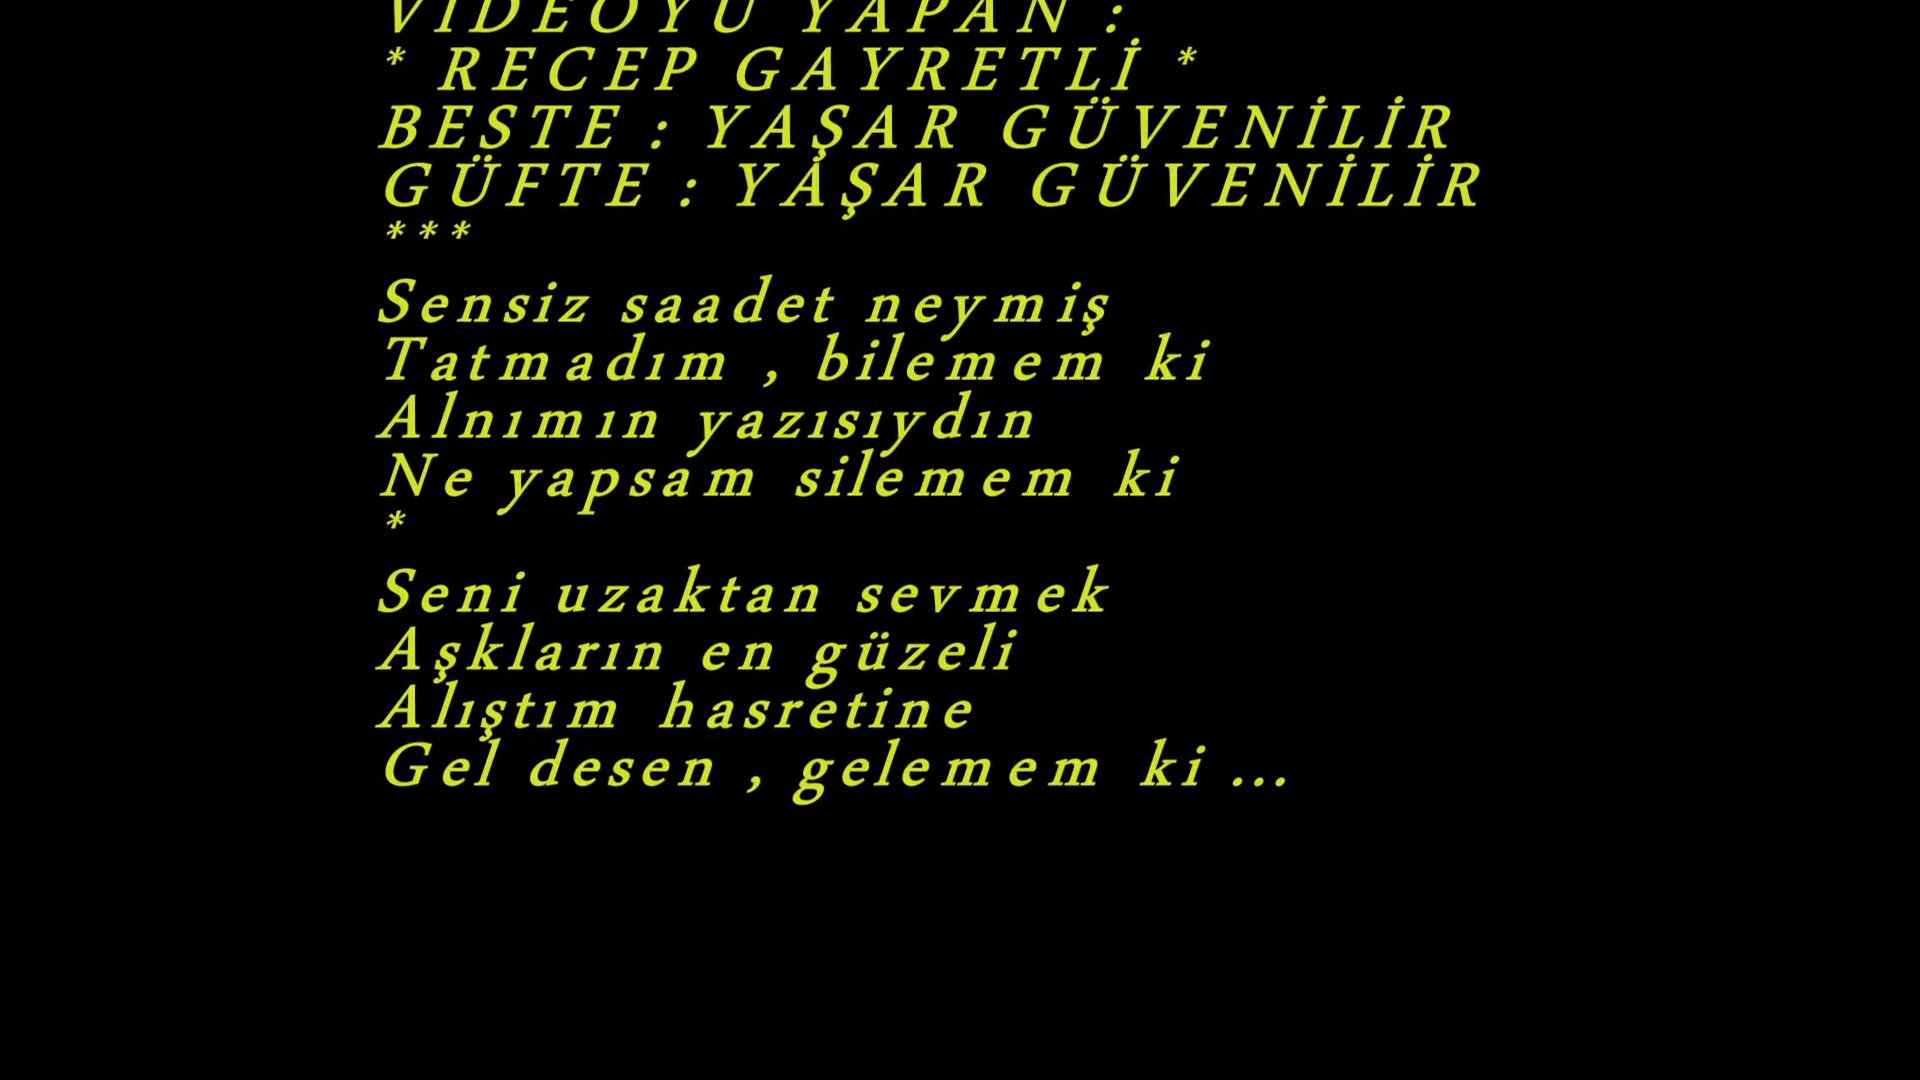 VİDEOYU YAPAN :
* RECEP GAYRETLİ *
BESTE : YAŞAR GÜVENİLİR
GÜFTE : YAŞAR GÜVENİLİR
***
Sensiz saadet neymiş
Tatmadım , bilemem ki
Alnımın yazısıydın
Ne yapsam silemem ki
*
Seni uzaktan sevmek
Aşkların en güzeli
Alıştım hasretine
Gel desen , gelemem ki ...